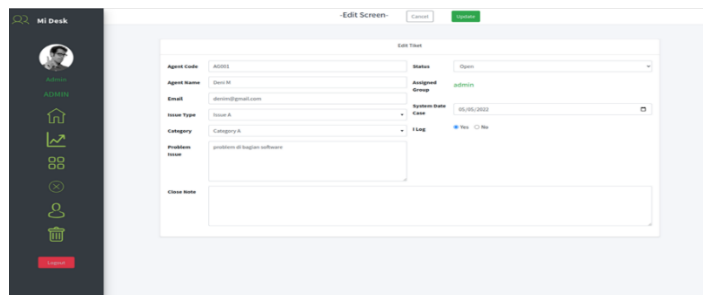 Mi Desk
-Edit Screen-
Cancel
Update
Admin
ADMIN
Logout
Edit Tiket
Agent Code
A0001
Agent Name
Deni M
Email
denim@gmail.com
Issue Type
Issue A
Category
Category A
Problem
Issue
problem di bagian software
Close Note
Status
Open
Assigned
Group
admin
System Date
Case
05/05/2022
I Log
Yes
No